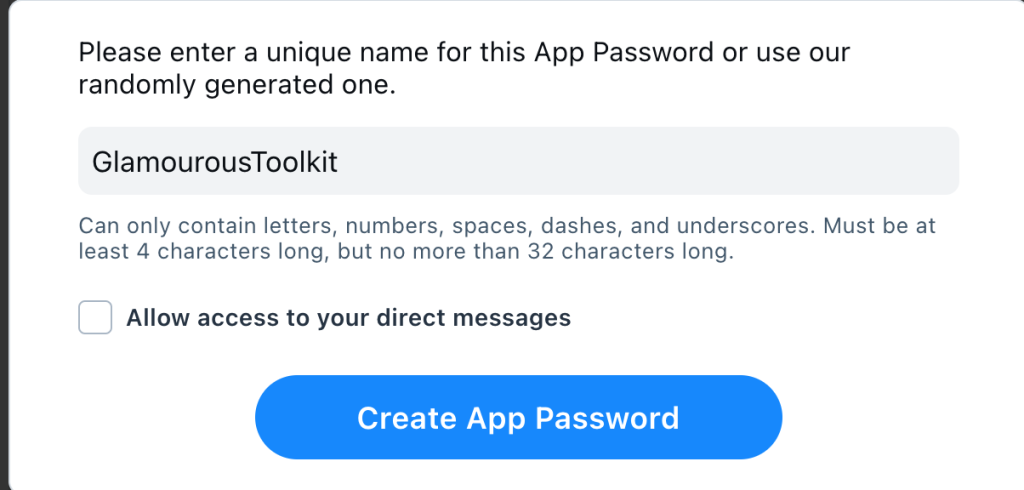 Please enter a unique name for this App Password or use our
randomly generated one.
GlamourousToolkit
Can only contain letters, numbers, spaces, dashes, and underscores. Must be at
least 4 characters long, but no more than 32 characters long.
Allow access to your direct messages
Create App Password